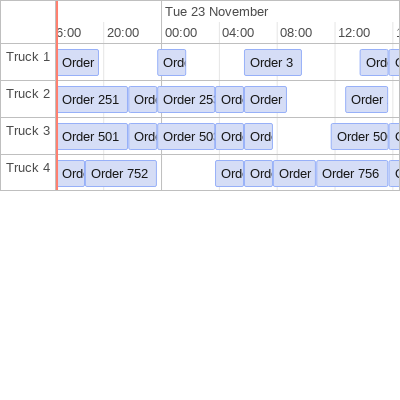 Tue 23 November
6:00 20:00 00:00 04:00 08:00 12:00
Truck 1 Order Ord Order 3 Ord
Truck 2 Order 251 Ord Order 25 Ord Order Order
Truck 3 Order 501 Ord Order 50 Ord Ord Order 50
Truck 4 Ord Order 752 Ord Ord Order Order 756